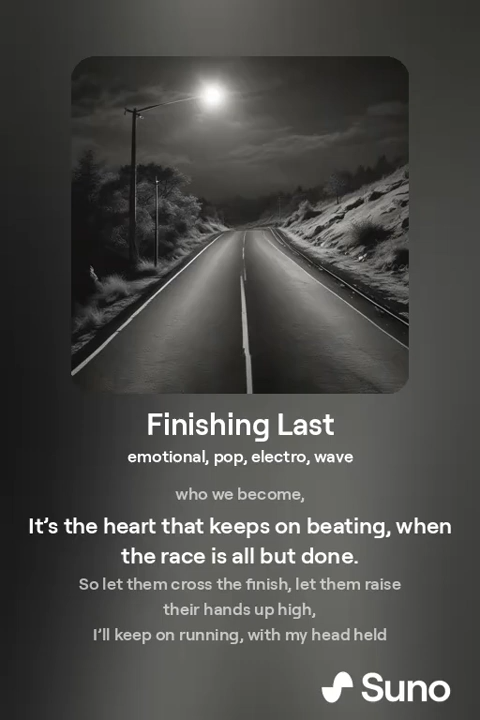 Finishing Last
emotional, pop, electro, wave
who we become,
It's the heart that keeps on beating, when
the race is all but done.
So let them cross the finish, let them raise
their hands up high,
I'll keep on running, with my head held
Suno